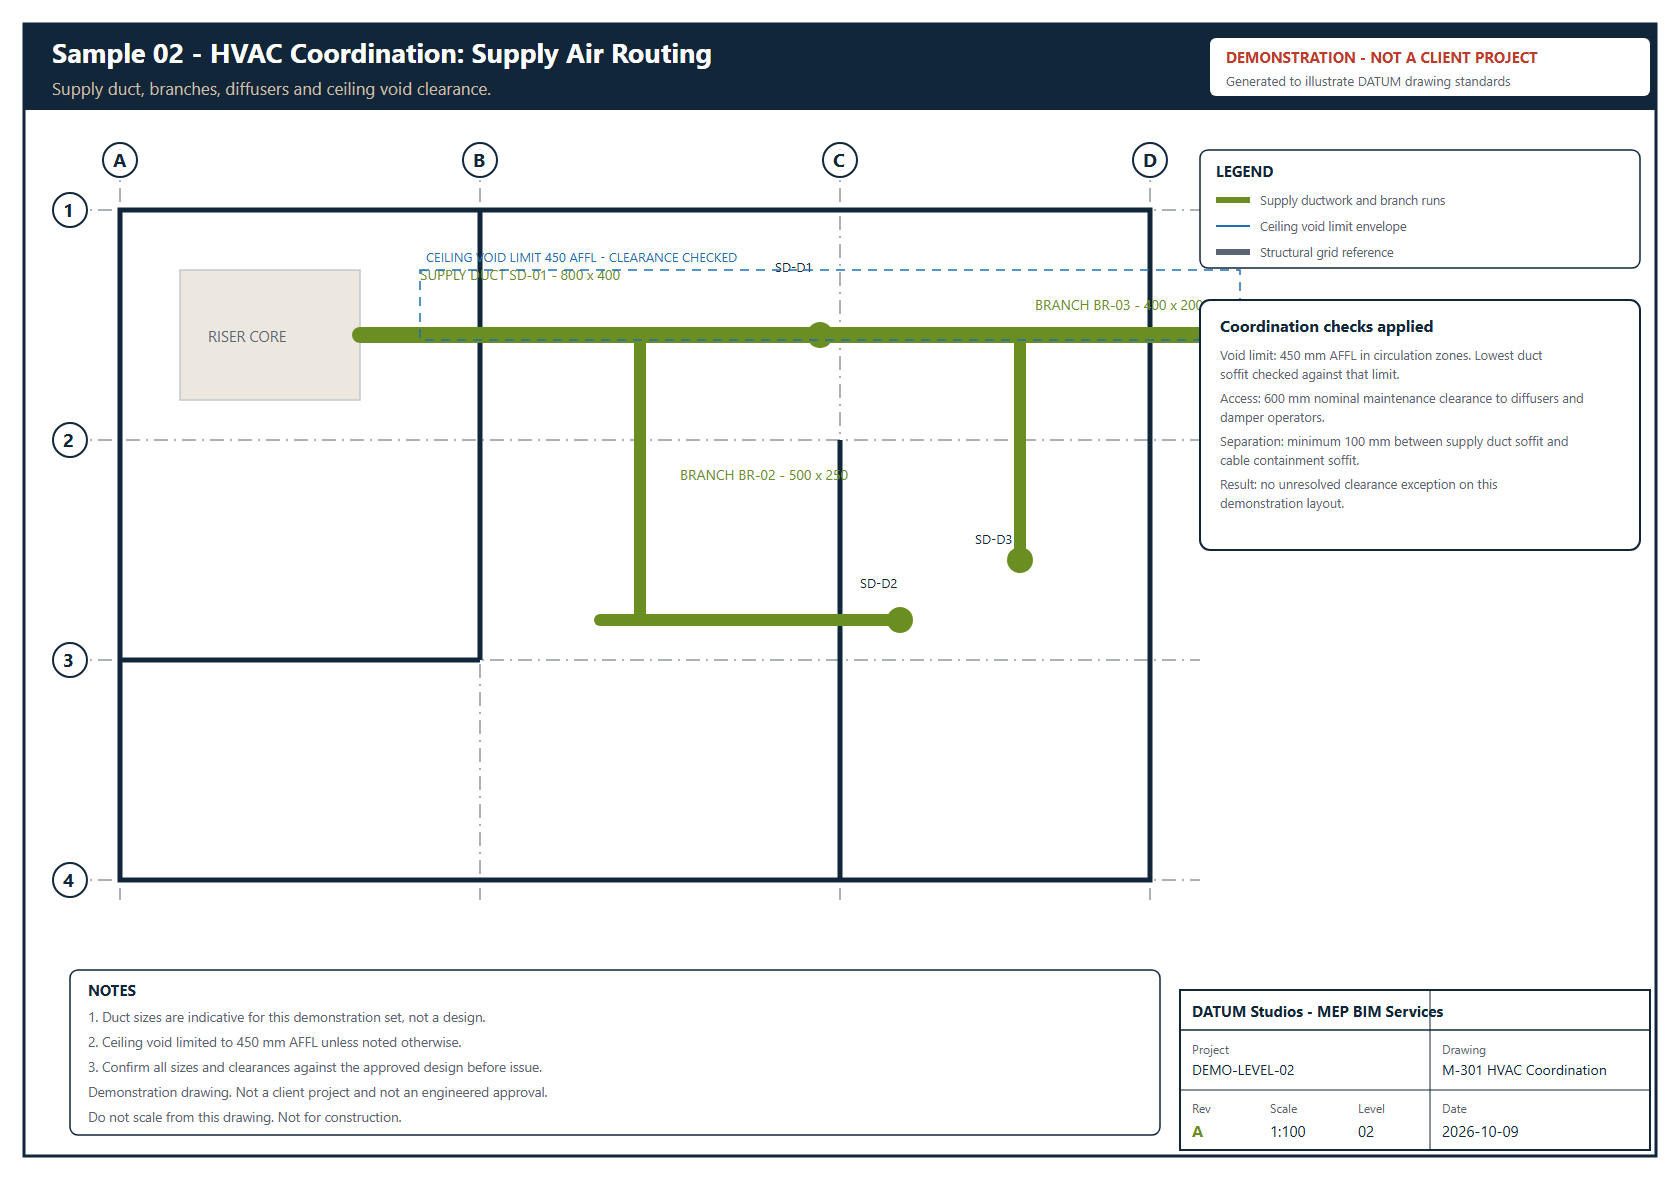 Sample 02 - HVAC Coordination: Supply Air Routing
Supply duct, branches, diffusers and ceiling void clearance.
DEMONSTRATION - NOT A CLIENT PROJECT
Generated to illustrate DATUM drawing standards
A
B
C
D
1
2
3
4
CEILING VOID LIMIT 450 AFFL - CLEARANCE CHECKED
SUPPLY DUCT SD-01 - 800 x 400
SD-D1
BRANCH BR-03 - 400 x 200
RISER CORE
BRANCH BR-02 - 500 x 250
SD-D3
SD-D2
LEGEND
Supply ductwork and branch runs
Ceiling void limit envelope
Structural grid reference
Coordination checks applied
Void limit: 450 mm AFFL in circulation zones. Lowest duct
soffit checked against that limit.
Access: 600 mm nominal maintenance clearance to diffusers and
damper operators.
Separation: minimum 100 mm between supply duct soffit and
cable containment soffit.
Result: no unresolved clearance exception on this
demonstration layout.
NOTES
1. Duct sizes are indicative for this demonstration set, not a design.
2. Ceiling void limited to 450 mm AFFL unless noted otherwise.
3. Confirm all sizes and clearances against the approved design before issue.
Demonstration drawing. Not a client project and not an engineered approval.
Do not scale from this drawing. Not for construction.
DATUM Studios - MEP BIM Services
Project
DEMO-LEVEL-02
Drawing
M-301 HVAC Coordination
Rev
A
Scale
1:100
Level
02
Date
2026-10-09